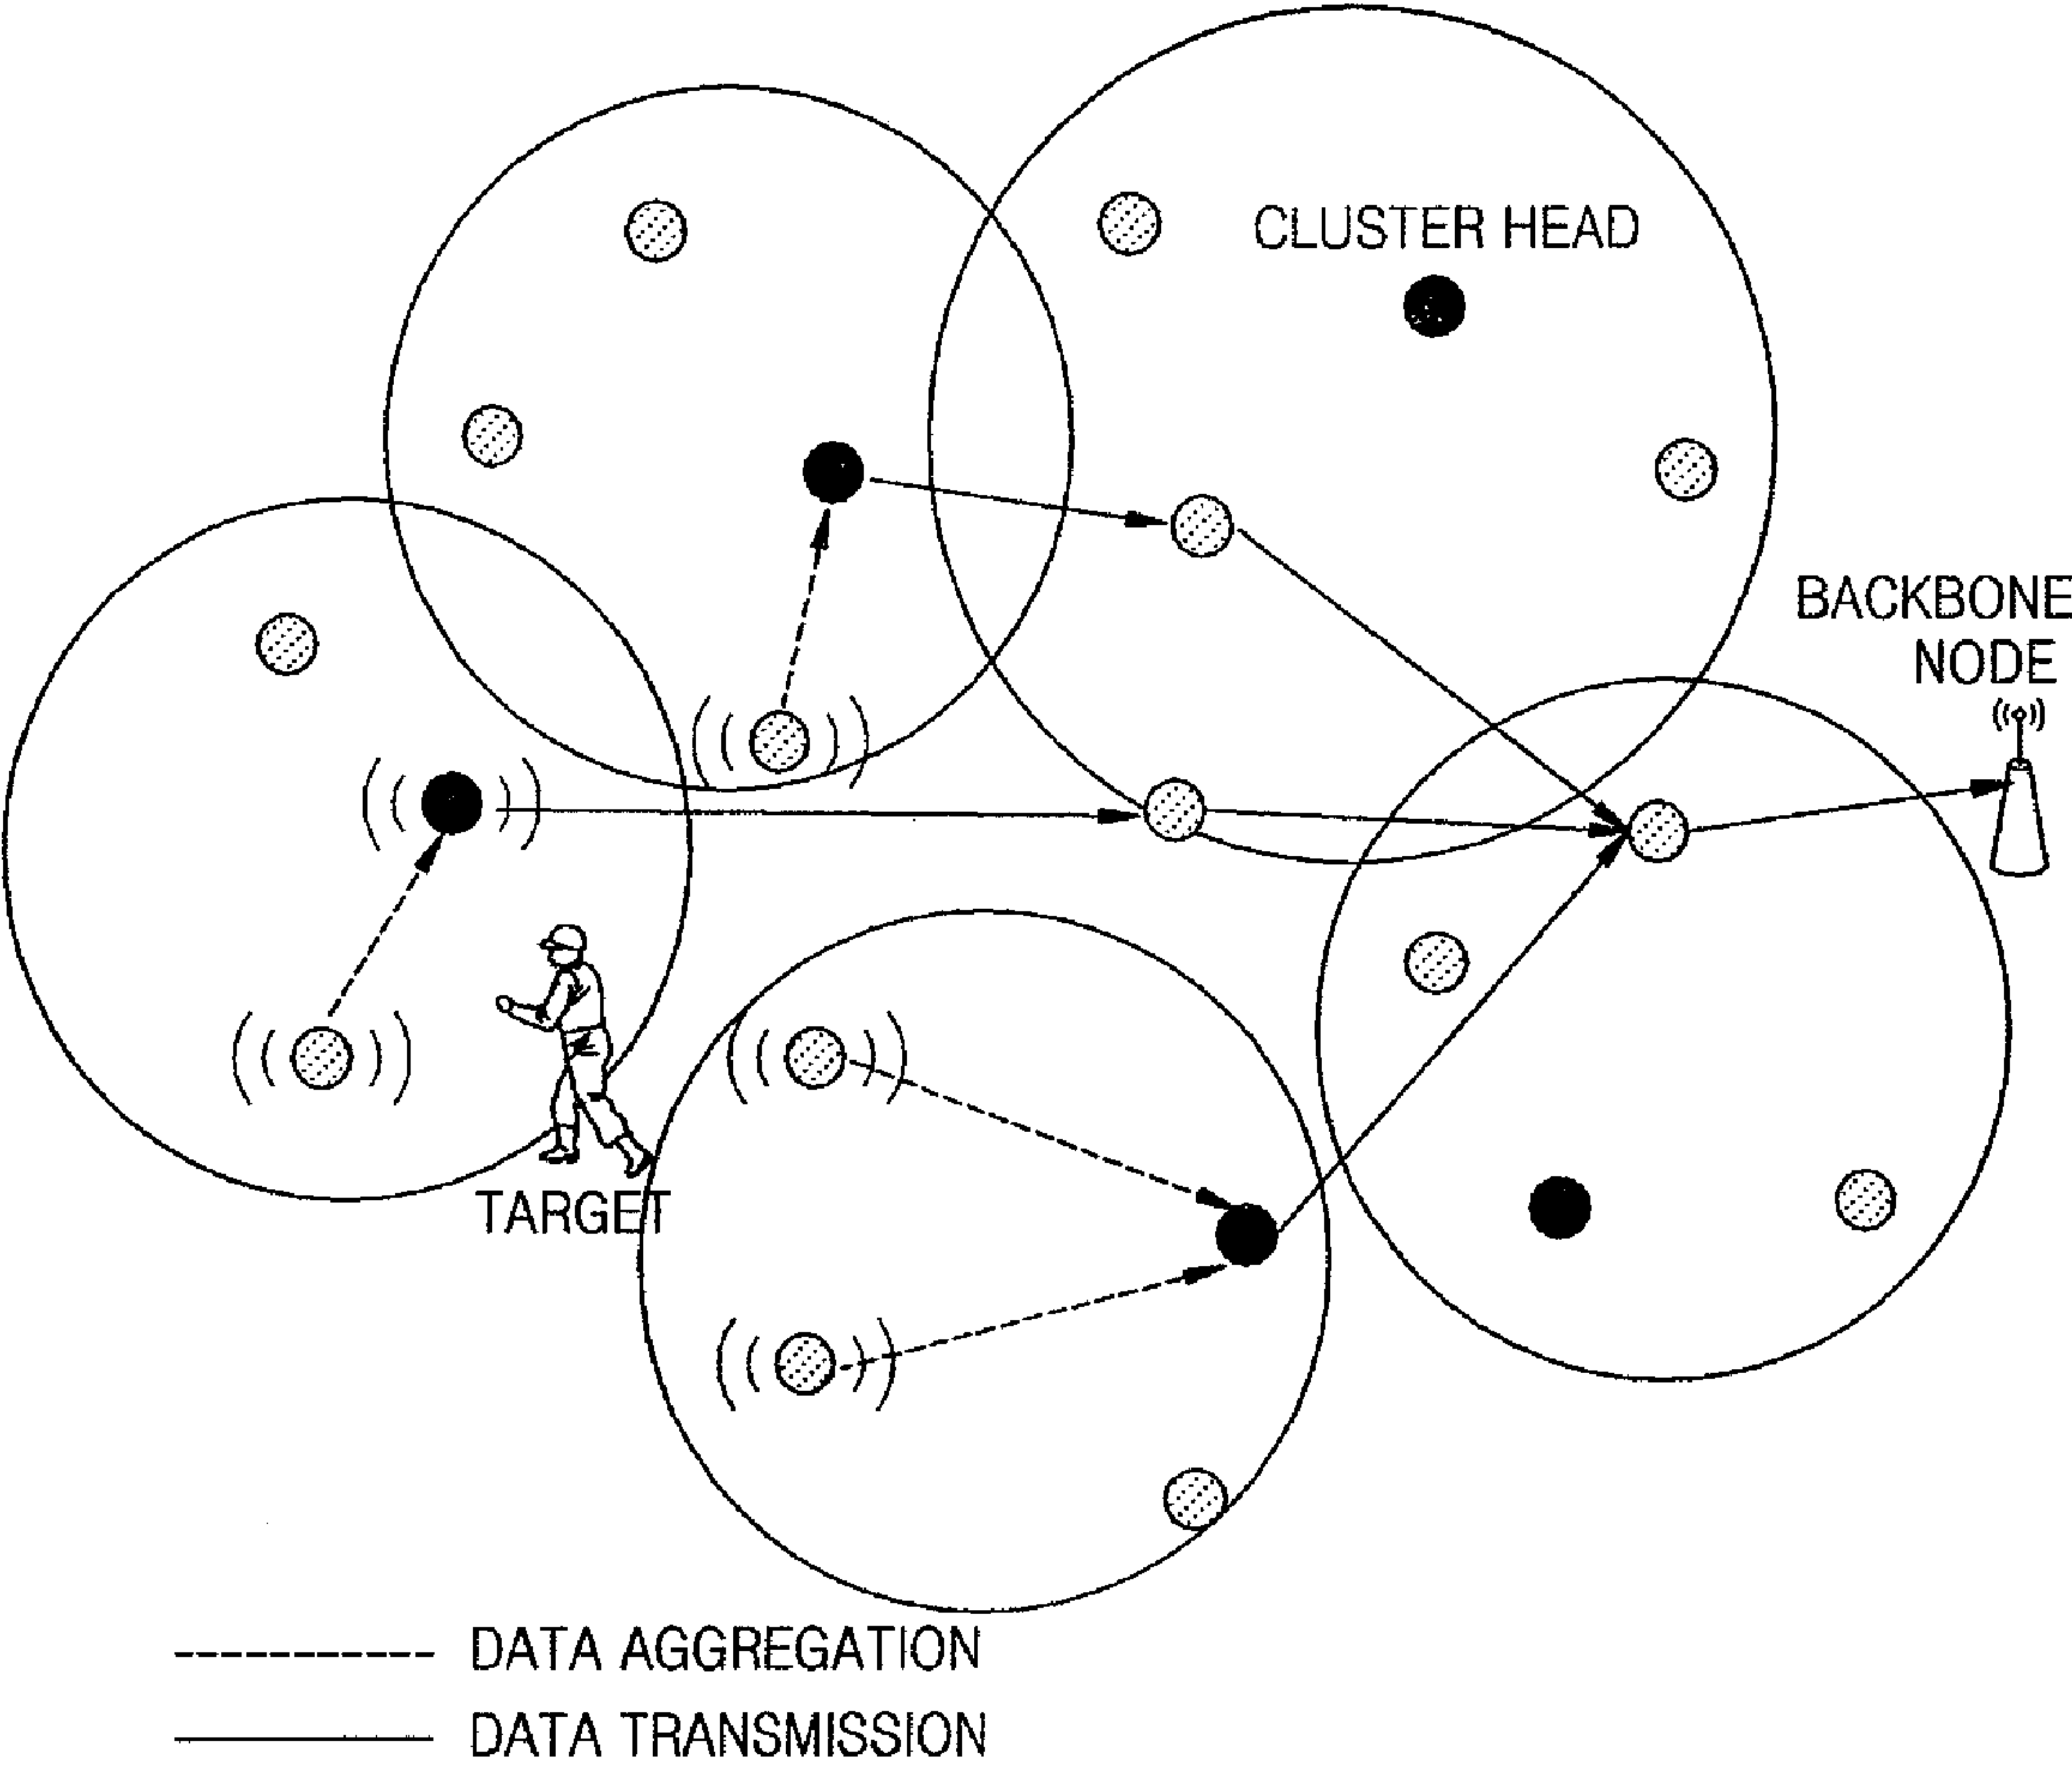 CLUSTER HEAD
BACKBONE
NODE
TARGET
DATA AGGREGATION
DATA TRANSMISSION